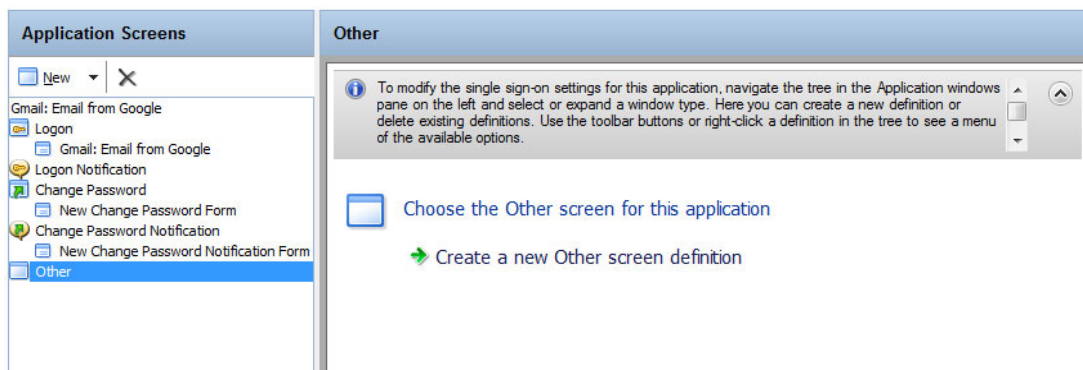 Application Screens
New
Gmail: Email from Google
Logon
Gmail: Email from Google
Logon Notification
Change Password
New Change Password Form
Change Password Notification
New Change Password Notification Form
Other
Other
To modify the single sign-on settings for this application, navigate the tree in the Application windows
pane on the left and select or expand a window type. Here you can create a new definition or
delete existing definitions. Use the toolbar buttons or right-click a definition in the tree to see a menu
of the available options.
Choose the Other screen for this application
Create a new Other screen definition